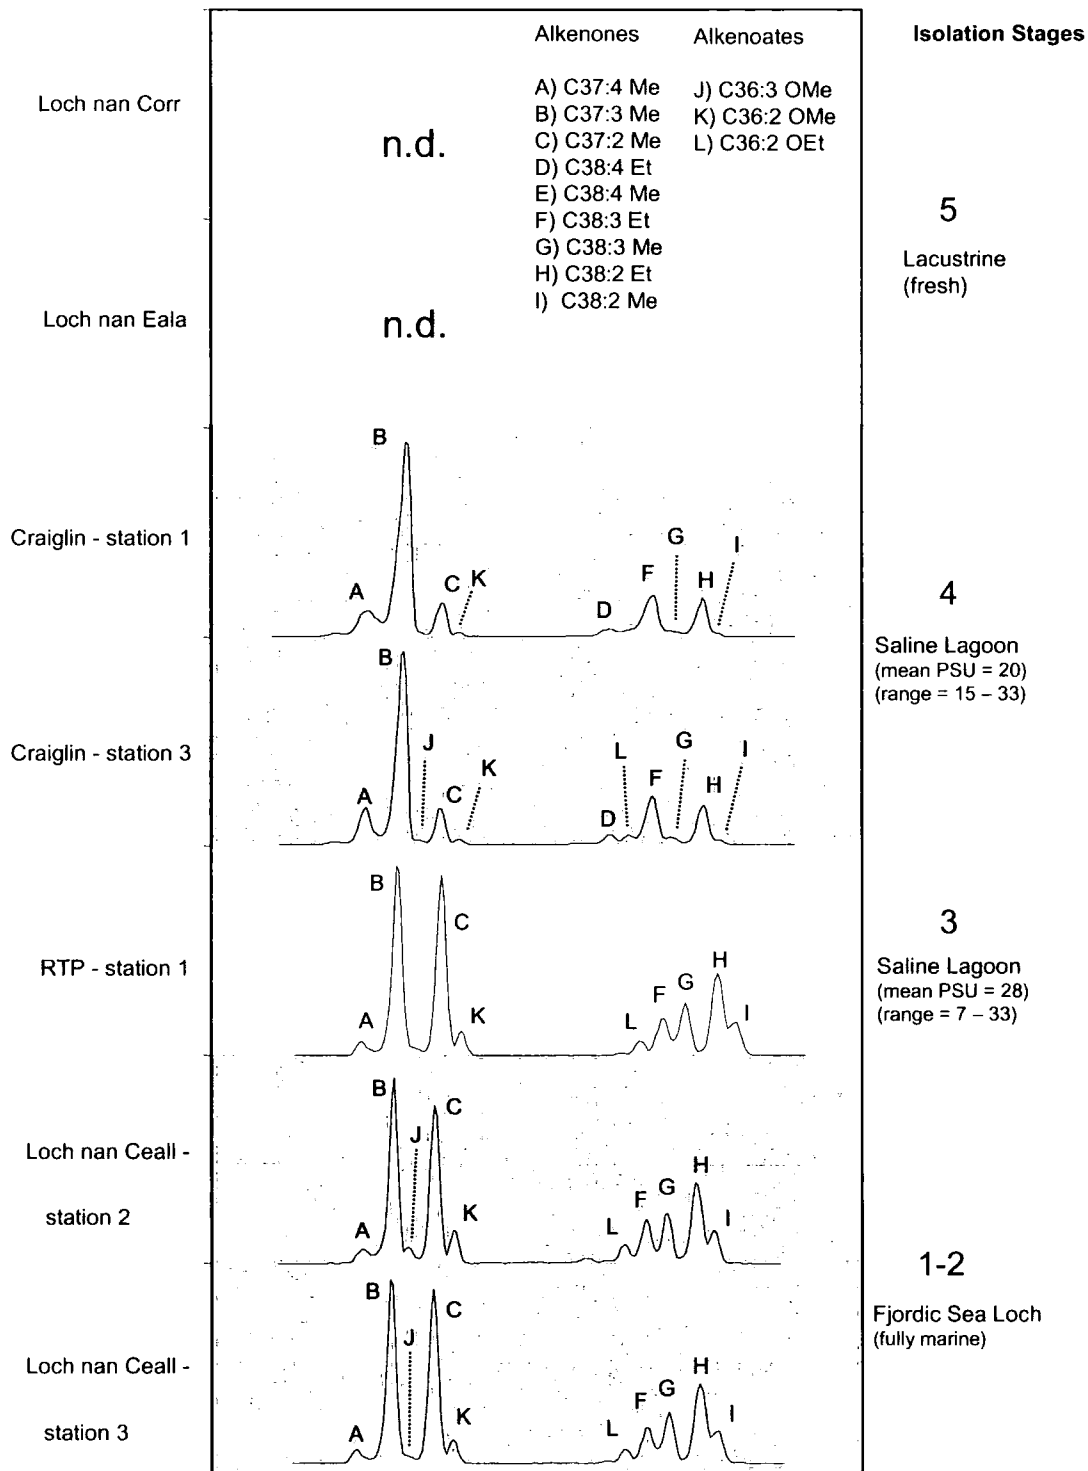 Alkenones
Alkenoates
Isolation Stages
A) C37:4 Me
B) C37:3 Me
C) C37:2 Me
D) C38:4 Et
E) C38:4 Me
F) C38:3 Et
G) C38:3 Me
H) C38:2 Et
I) C38:2 Me
J) C36:3 OMe
K) C36:2 OMe
L) C36:2 OEt
Loch nan Corr
n.d.
5
Lacustrine
(fresh)
Loch nan Eala
n.d.
Craiglin - station 1
A
B
C
K
D
F
G
H
I
4
Saline Lagoon
(mean PSU = 20)
(range = 15 – 33)
Craiglin - station 3
A
B
J
C
K
D
L
F
G
H
I
RTP - station 1
A
B
C
K
L
F
G
H
I
3
Saline Lagoon
(mean PSU = 28)
(range = 7 – 33)
Loch nan Ceall -
station 2
A
B
J
C
K
L
F
G
H
I
1-2
Fjordic Sea Loch
(fully marine)
Loch nan Ceall -
station 3
A
B
J
C
K
L
F
G
H
I